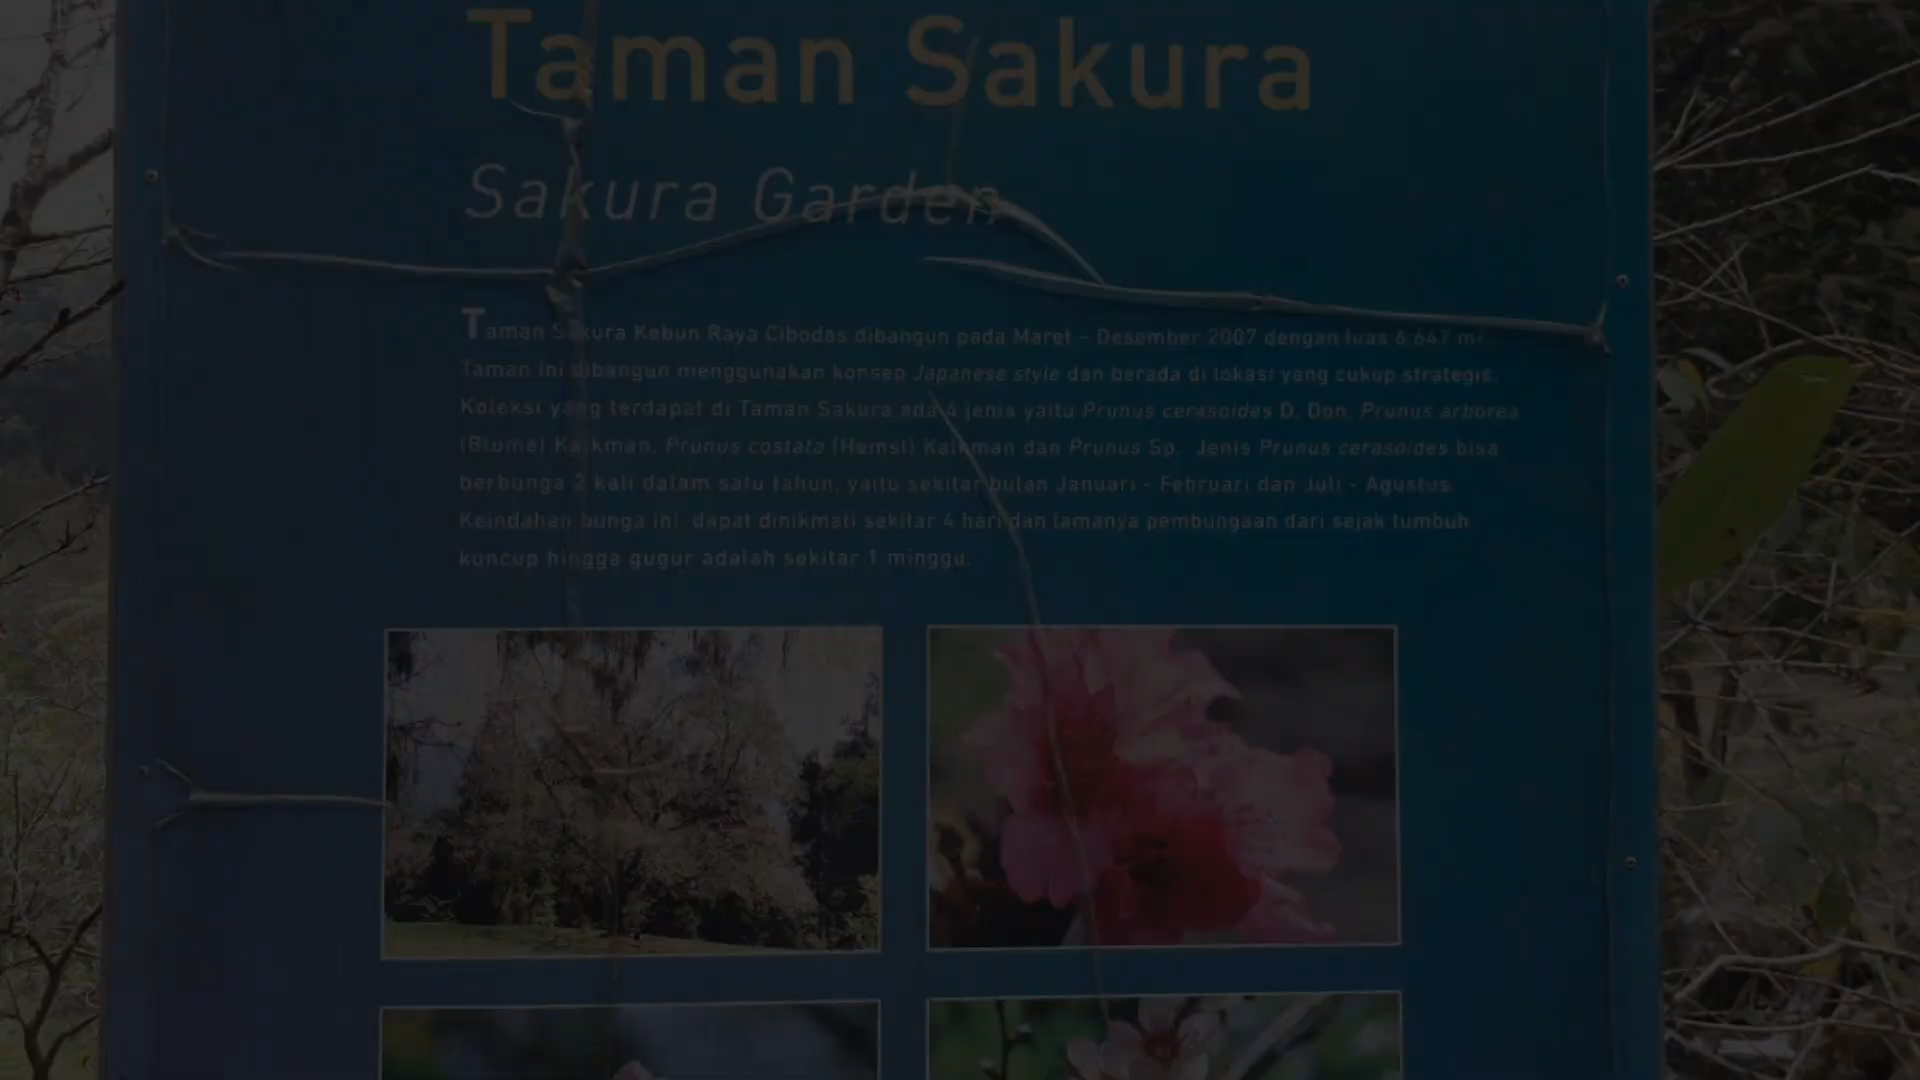 Taman Sakura
Sakura Garden
Taman Sakura Kebun Raya Cibodas dibangun pada Maret - Desember 2007 dengan luas 6.647 m².
Taman ini dibangun menggunakan konsep Japanese style dan berada di lokasi yang cukup strategis.
Koleksi yang terdapat di Taman Sakura ada 4 jenis yaitu Prunus cerasoides D. Don, Prunus arborea
(Blume) Kalkman, Prunus costata (Hemsl) Kalkman dan Prunus Sp. Jenis Prunus cerasoides bisa
berbunga 2 kali dalam satu tahun, yaitu sekitar bulan Januari - Februari dan Juli - Agustus.
Keindahan bunga ini dapat dinikmati sekitar 4 hari dan lamanya pembungaan dari sejak tumbuh
kuncup hingga gugur adalah sekitar 1 minggu.